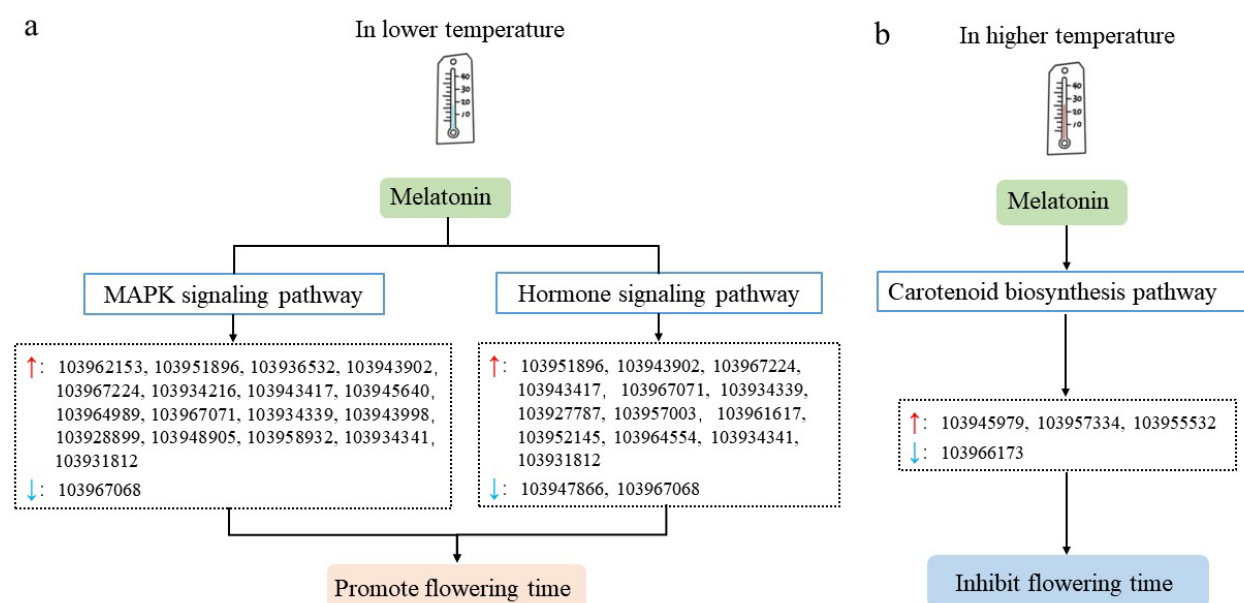 a
In lower temperature
40
30
20
10
Melatonin
MAPK signaling pathway
↑: 103962153, 103951896, 103936532, 103943902,
103967224, 103934216, 103943417, 103945640,
103964989, 103967071, 103934339, 103943998,
103928899, 103948905, 103958932, 103934341,
103931812
↓: 103967068
Hormone signaling pathway
↑: 103951896, 103943902, 103967224,
103943417, 103967071, 103934339,
103927787, 103957003, 103961617,
103952145, 103964554, 103934341,
103931812
↓: 103947866, 103967068
Promote flowering time
b
In higher temperature
40
30
20
10
Melatonin
Carotenoid biosynthesis pathway
↑: 103945979, 103957334, 103955532
↓: 103966173
Inhibit flowering time